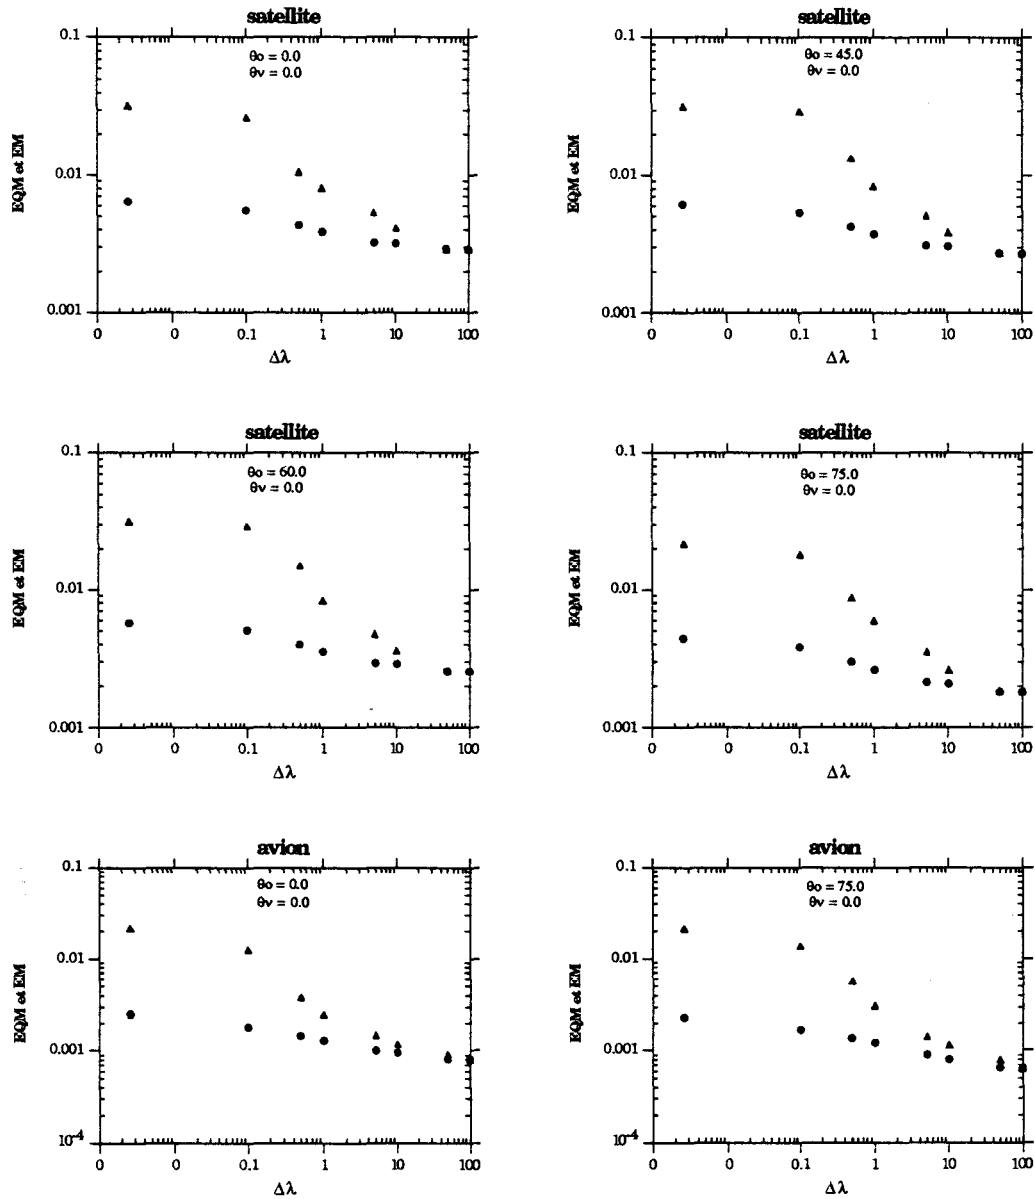 satellite
θo = 0.0
θv = 0.0
0.1
0.01
0.001
EQM et EM
0 0 0.1 1 10 100
Δλ
satellite
θo = 45.0
θv = 0.0
0.1
0.01
0.001
EQM et EM
0 0 0.1 1 10 100
Δλ
satellite
θo = 60.0
θv = 0.0
0.1
0.01
0.001
EQM et EM
0 0 0.1 1 10 100
Δλ
satellite
θo = 75.0
θv = 0.0
0.1
0.01
0.001
EQM et EM
0 0 0.1 1 10 100
Δλ
avion
θo = 0.0
θv = 0.0
0.1
0.01
0.001
10⁻⁴
EQM et EM
0 0 0.1 1 10 100
Δλ
avion
θo = 75.0
θv = 0.0
0.1
0.01
0.001
10⁻⁴
EQM et EM
0 0 0.1 1 10 100
Δλ